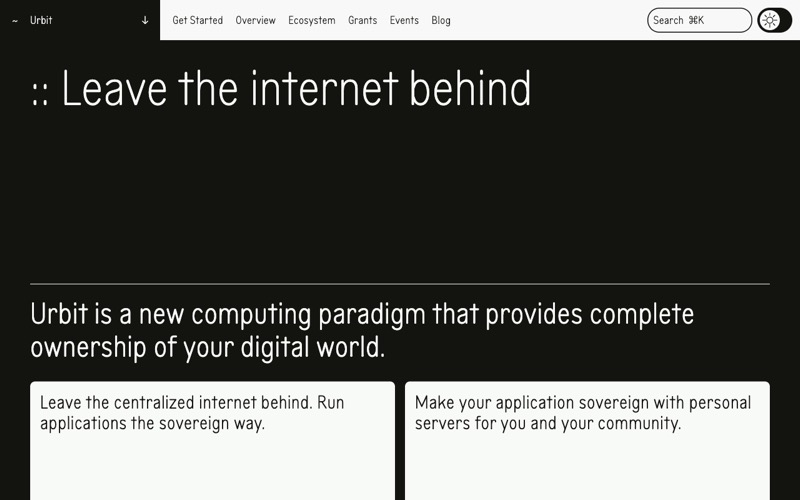 ~ Urbit ↓ Get Started Overview Ecosystem Grants Events Blog Search ⌘K
:: Leave the internet behind
Urbit is a new computing paradigm that provides complete
ownership of your digital world.
Leave the centralized internet behind. Run
applications the sovereign way.
Make your application sovereign with personal
servers for you and your community.